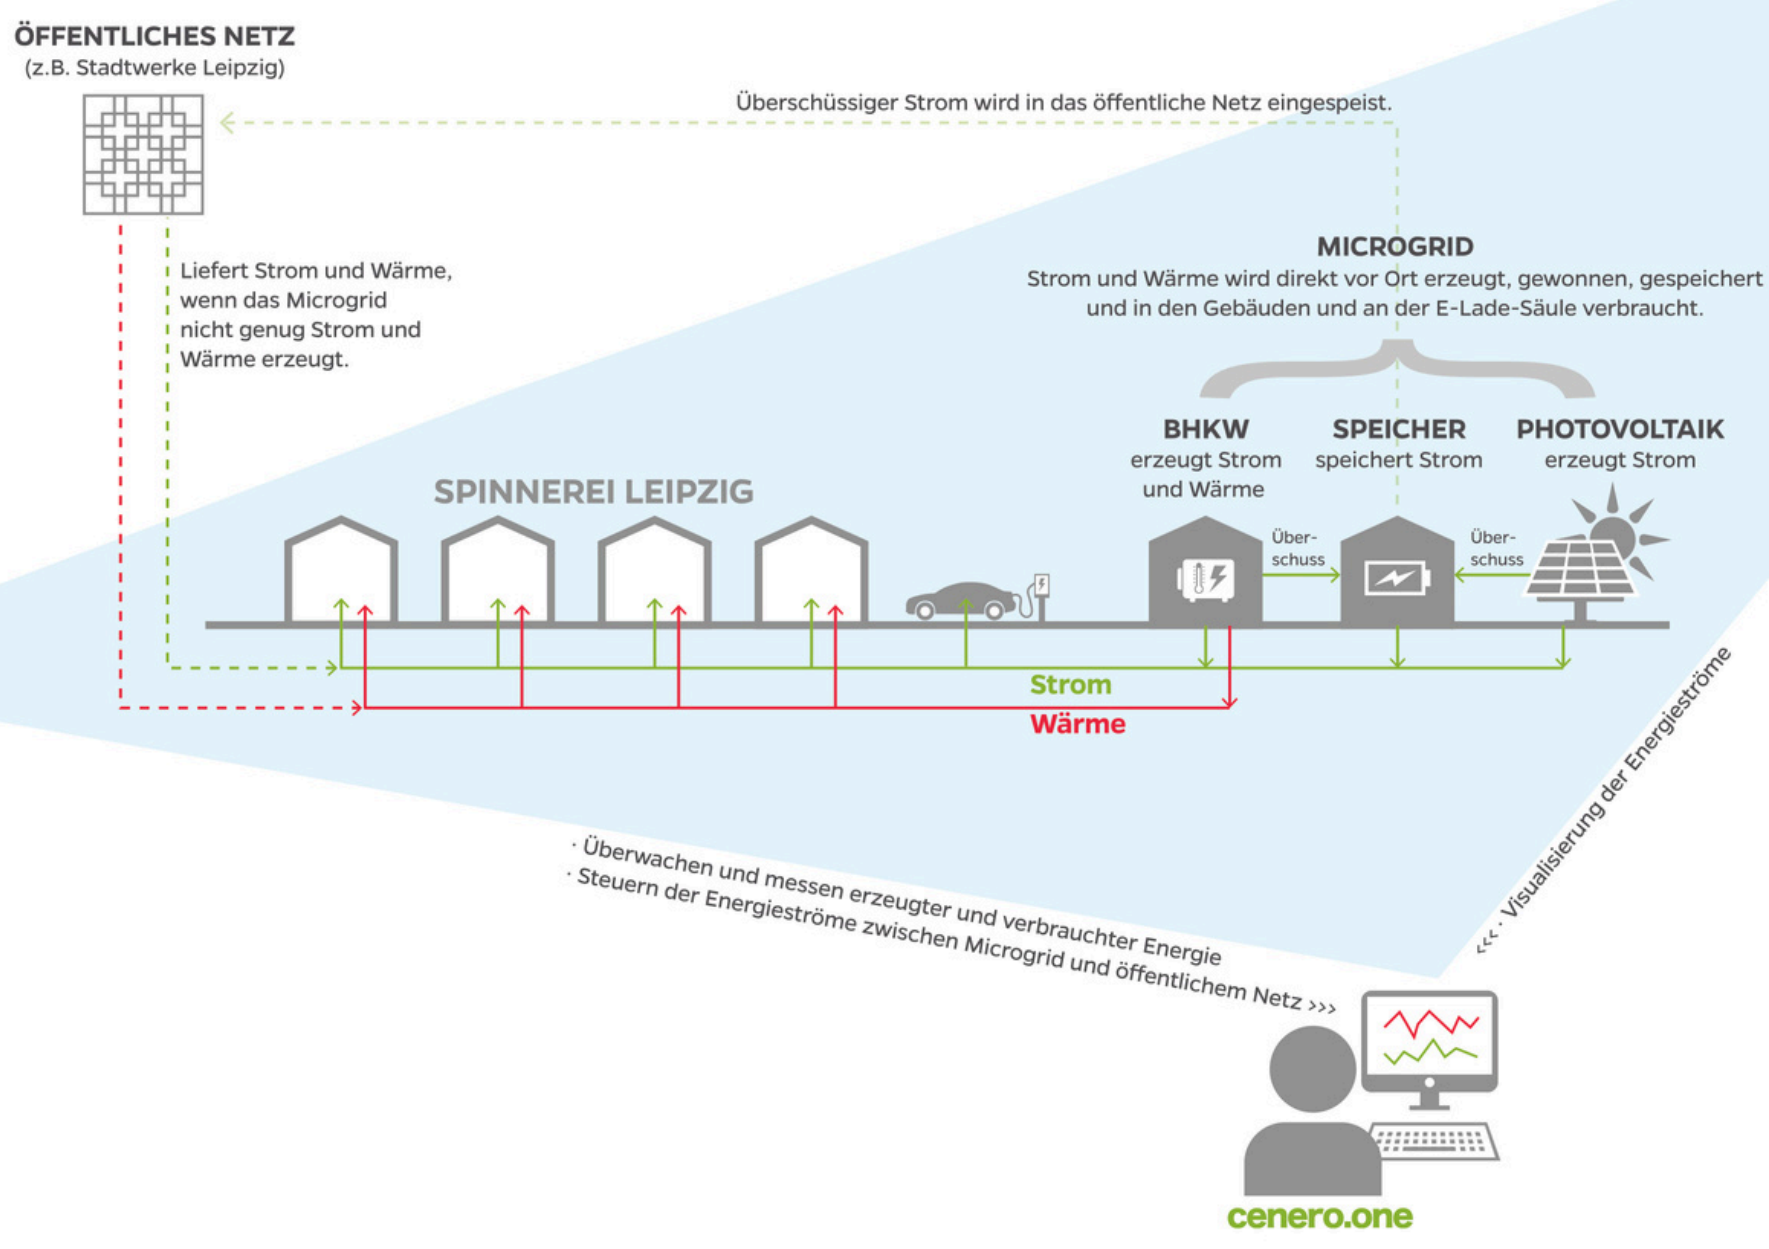 ÖFFENTLICHES NETZ
(z.B. Stadtwerke Leipzig)
Überschüssiger Strom wird in das öffentliche Netz eingespeist.
Liefert Strom und Wärme,
wenn das Microgrid
nicht genug Strom und
Wärme erzeugt.
MICROGRID
Strom und Wärme wird direkt vor Ort erzeugt, gewonnen, gespeichert
und in den Gebäuden und an der E-Lade-Säule verbraucht.
BHKW
erzeugt Strom
und Wärme
SPEICHER
speichert Strom
PHOTOVOLTAIK
erzeugt Strom
SPINNEREI LEIPZIG
Über-
schuss
Über-
schuss
Strom
Wärme
· Überwachen und messen erzeugter und verbrauchter Energie
· Steuern der Energieströme zwischen Microgrid und öffentlichem Netz >>>
<<< · Visualisierung der Energieströme
cenero.one